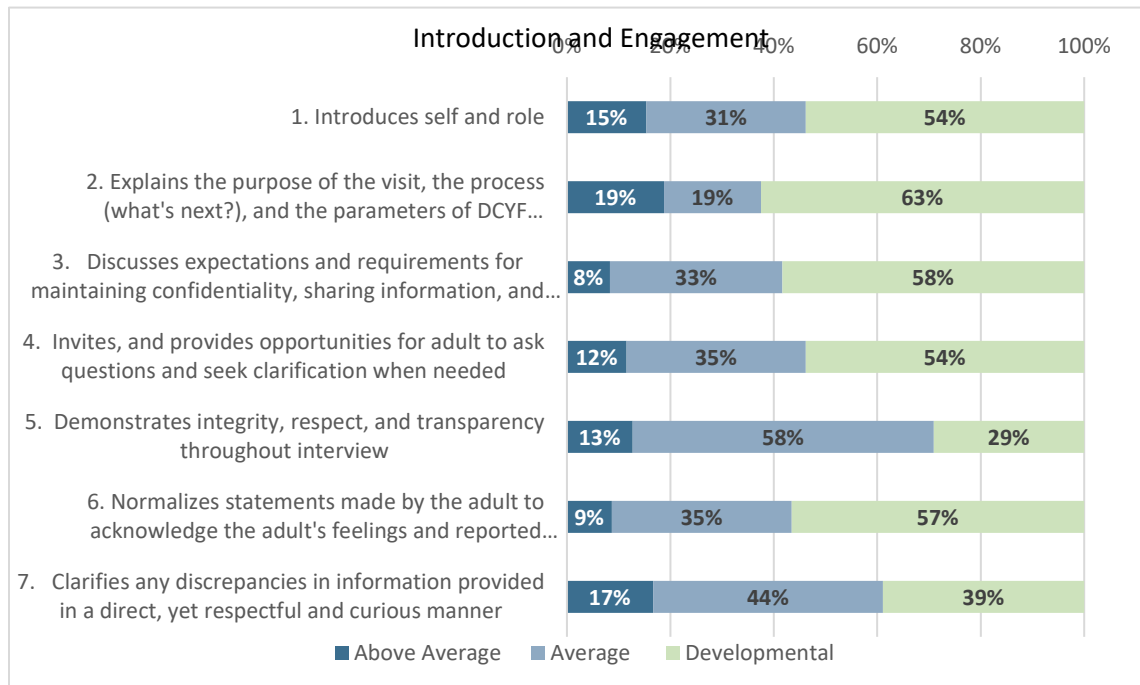 Introduction and Engagement
0% 20% 40% 60% 80% 100%
1. Introduces self and role
15% 31% 54%
2. Explains the purpose of the visit, the process
(what's next?), and the parameters of DCYF...
19% 19% 63%
3. Discusses expectations and requirements for
maintaining confidentiality, sharing information, and...
8% 33% 58%
4. Invites, and provides opportunities for adult to ask
questions and seek clarification when needed
12% 35% 54%
5. Demonstrates integrity, respect, and transparency
throughout interview
13% 58% 29%
6. Normalizes statements made by the adult to
acknowledge the adult's feelings and reported...
9% 35% 57%
7. Clarifies any discrepancies in information provided
in a direct, yet respectful and curious manner
17% 44% 39%
Above Average Average Developmental